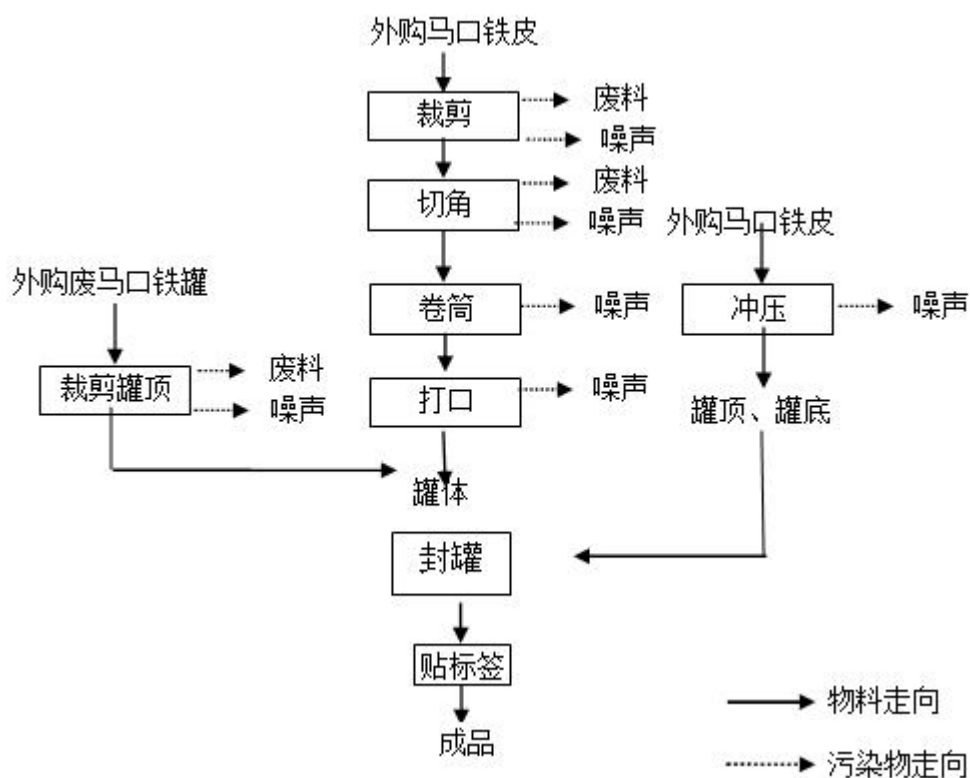 外购马口铁皮
裁剪
废料
噪声
切角
废料
噪声
外购马口铁皮
外购废马口铁罐
卷筒
噪声
冲压
噪声
裁剪罐顶
废料
噪声
打口
噪声
罐顶、罐底
罐体
封罐
贴标签
成品
物料走向
污染物走向